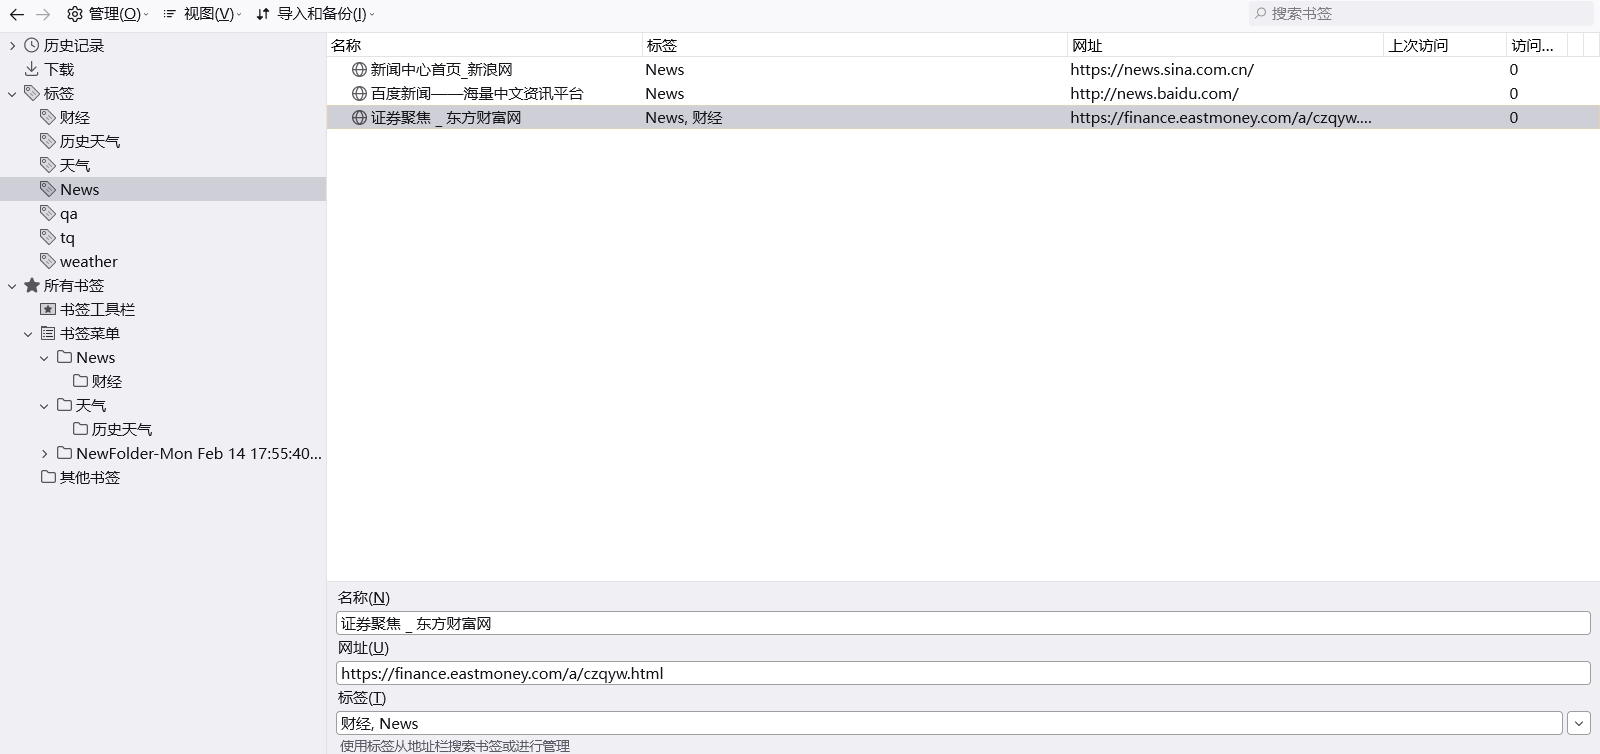 管理(O) 视图(V) 导入和备份(I) 搜索书签
历史记录
下载
标签
财经
历史天气
天气
News
qa
tq
weather
所有书签
书签工具栏
书签菜单
News
财经
天气
历史天气
NewFolder-Mon Feb 14 17:55:40...
其他书签
名称 标签 网址 上次访问 访问...
新闻中心首页_新浪网 News https://news.sina.com.cn/ 0
百度新闻——海量中文资讯平台 News http://news.baidu.com/ 0
证券聚焦 _ 东方财富网 News, 财经 https://finance.eastmoney.com/a/czqyw.... 0
名称(N)
证券聚焦 _ 东方财富网
网址(U)
https://finance.eastmoney.com/a/czqyw.html
标签(T)
财经, News
使用标签从地址栏搜索书签或进行管理